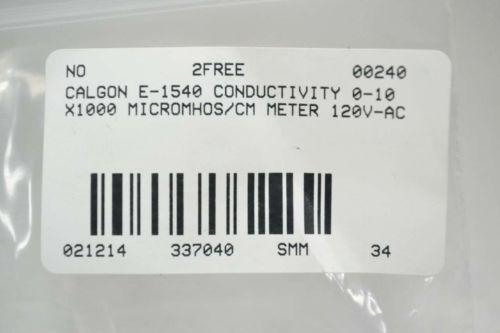 NO 2FREE 00240
CALGON E-1540 CONDUCTIVITY 0-10
X1000 MICROMHOS/CM METER 120V-AC
021214 337040 SMM 34